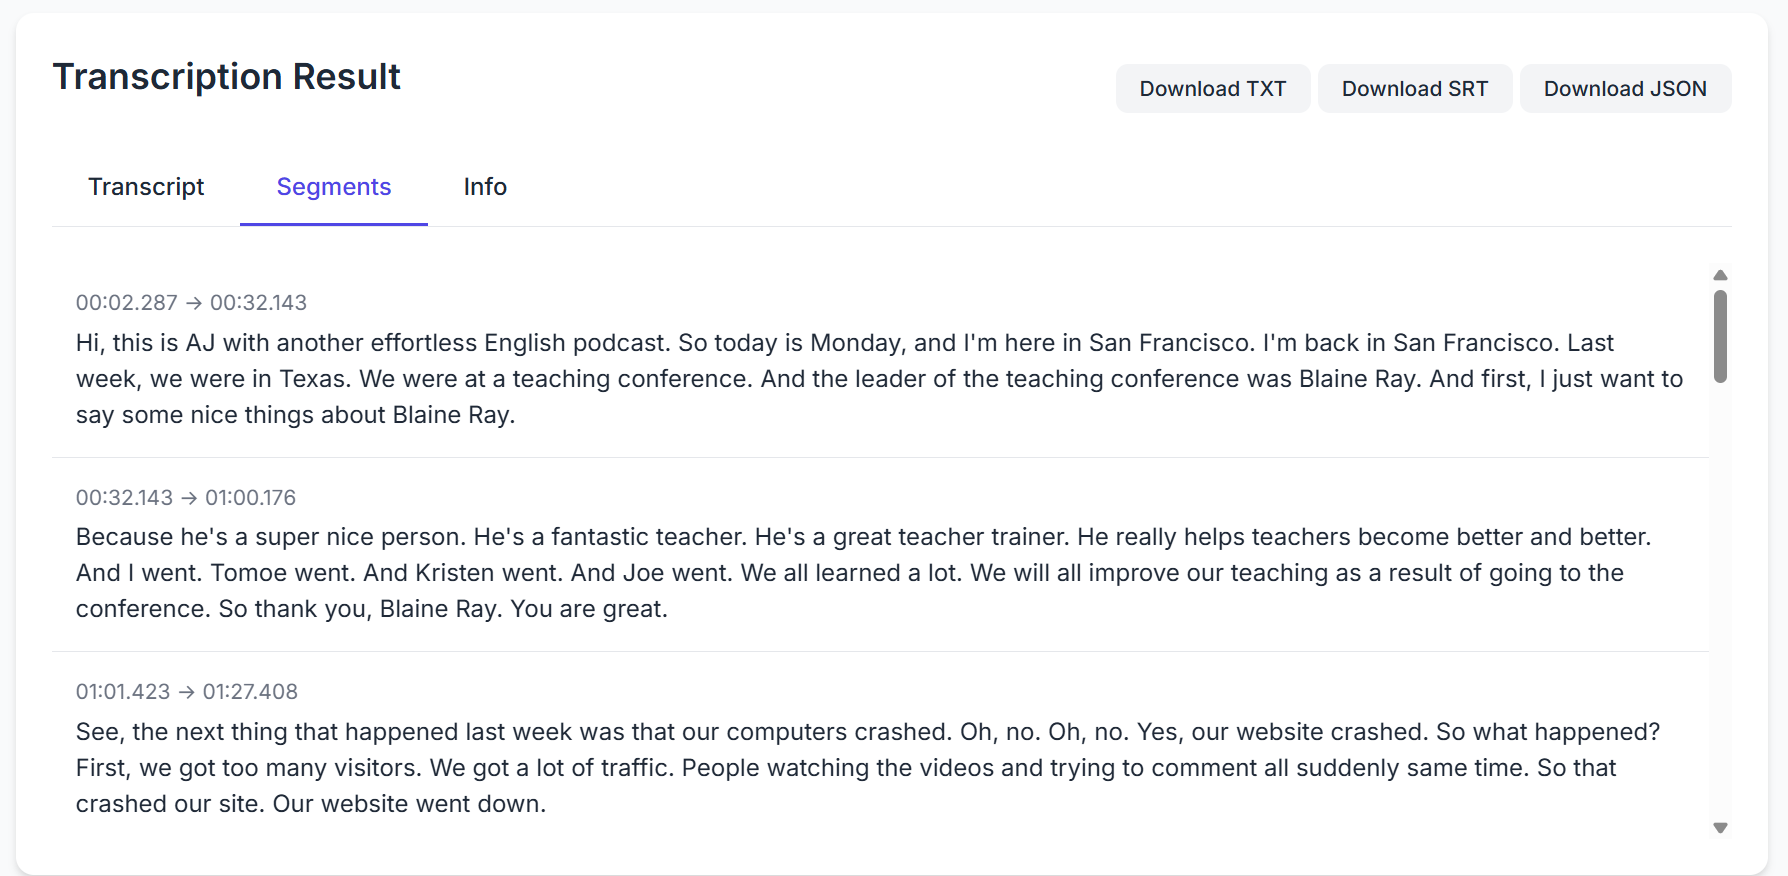 Transcription Result
Download TXT
Download SRT
Download JSON
Transcript
Segments
Info
00:02.287 → 00:32.143
Hi, this is AJ with another effortless English podcast. So today is Monday, and I'm here in San Francisco. I'm back in San Francisco. Last
week, we were in Texas. We were at a teaching conference. And the leader of the teaching conference was Blaine Ray. And first, I just want to
say some nice things about Blaine Ray.
00:32.143 → 01:00.176
Because he's a super nice person. He's a fantastic teacher. He's a great teacher trainer. He really helps teachers become better and better.
And I went. Tomoe went. And Kristen went. And Joe went. We all learned a lot. We will all improve our teaching as a result of going to the
conference. So thank you, Blaine Ray. You are great.
01:01.423 → 01:27.408
See, the next thing that happened last week was that our computers crashed. Oh, no. Oh, no. Yes, our website crashed. So what happened?
First, we got too many visitors. We got a lot of traffic. People watching the videos and trying to comment all suddenly same time. So that
crashed our site. Our website went down.